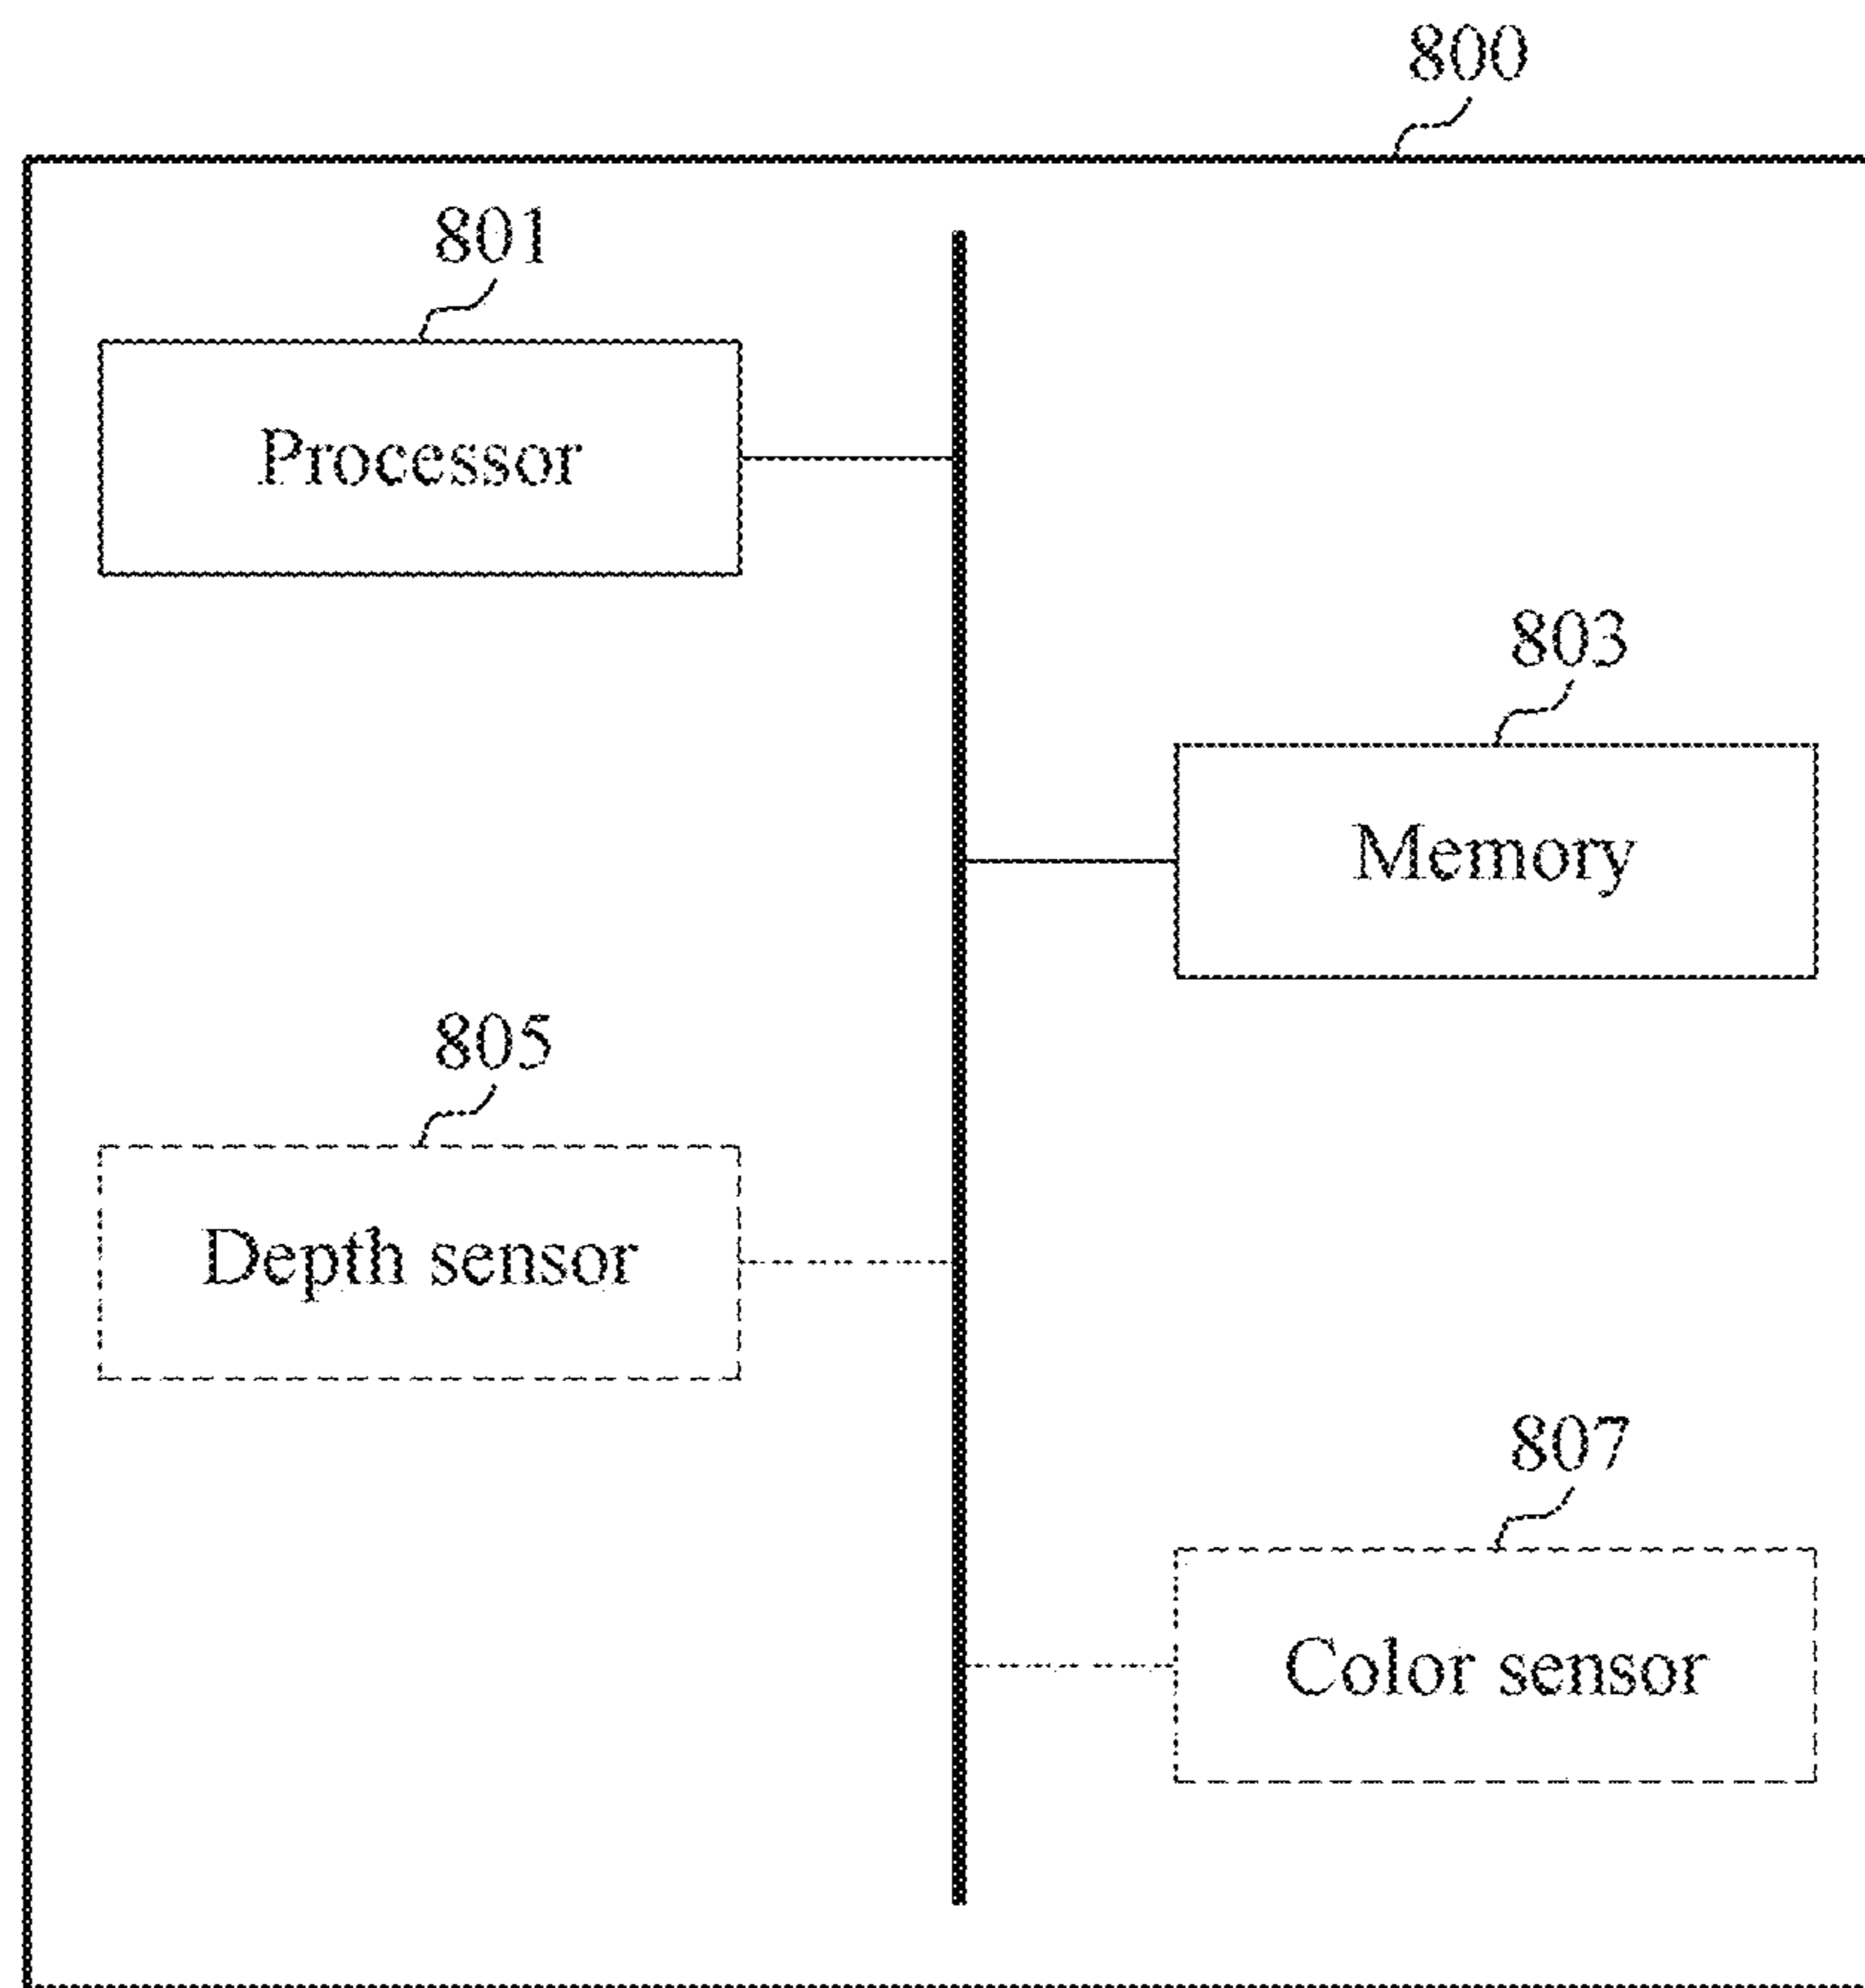 800
801
Processor
803
Memory
805
Depth sensor
807
Color sensor